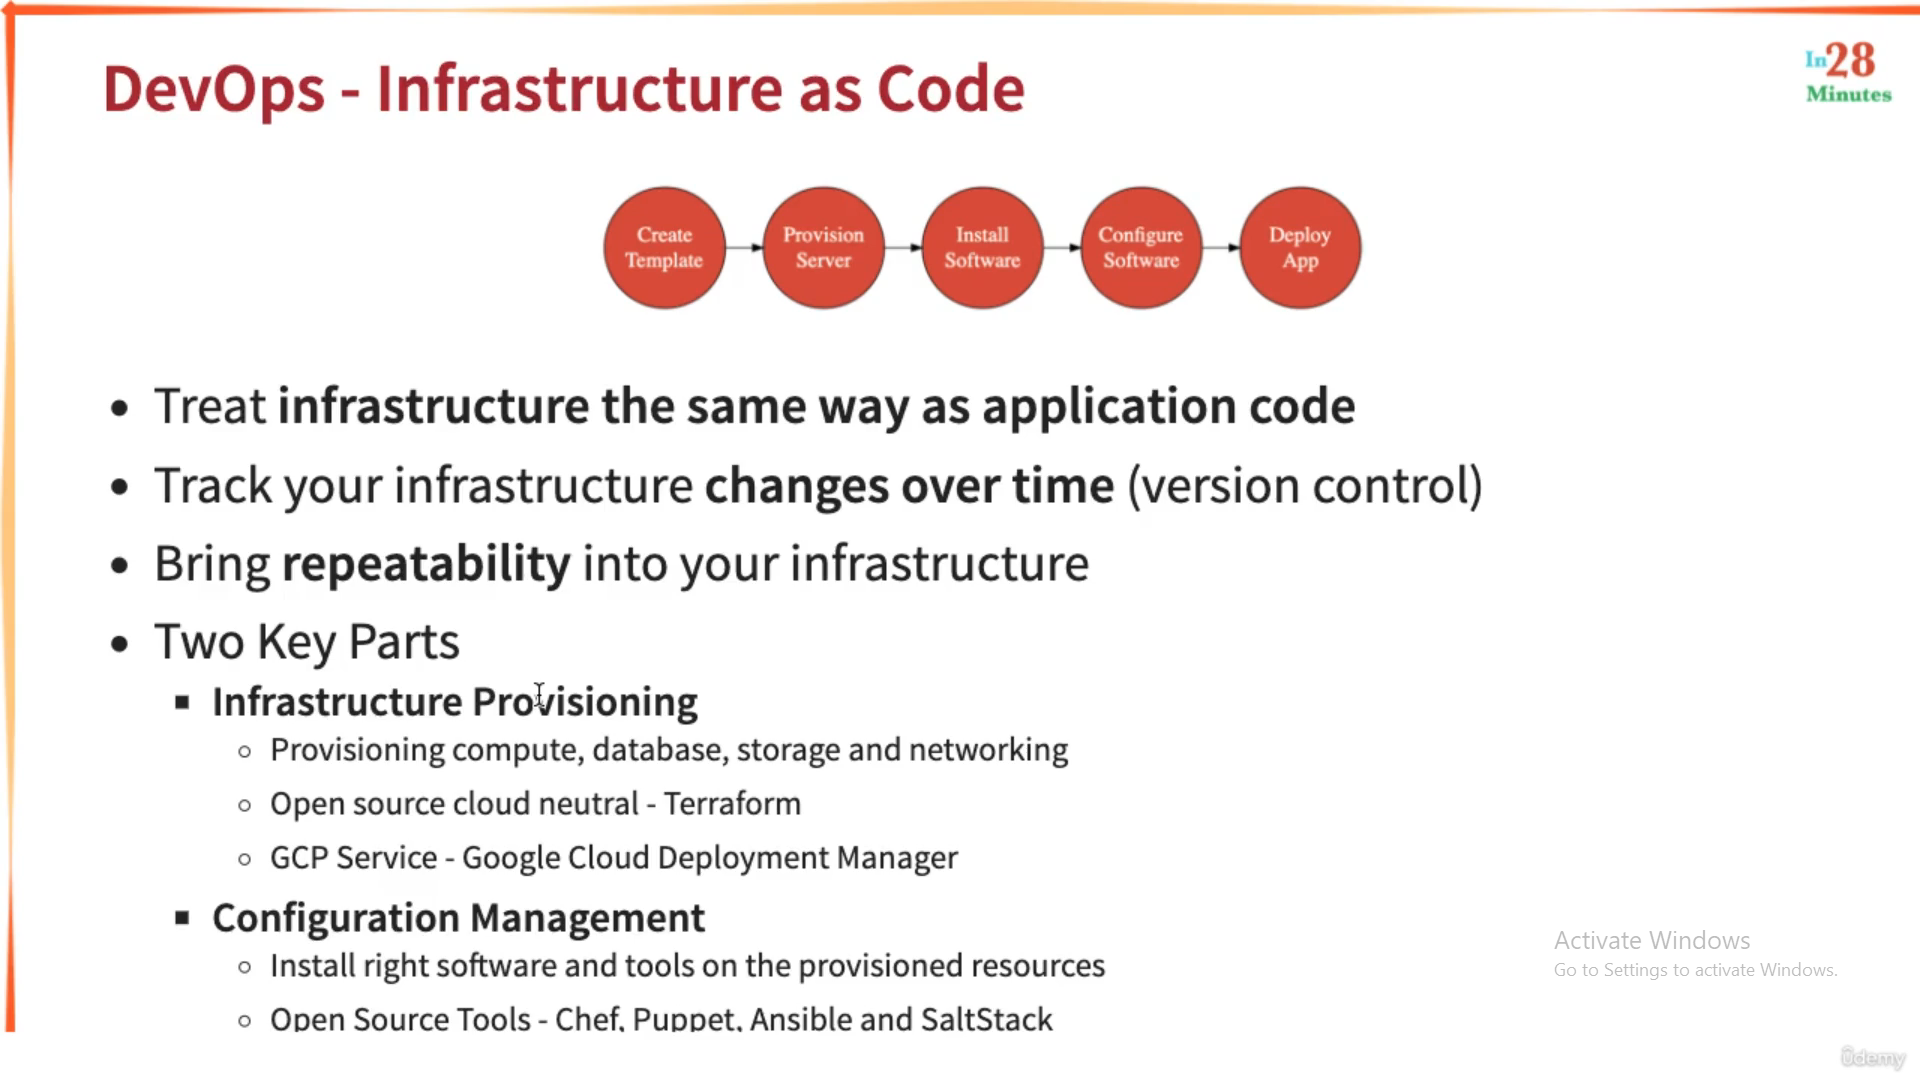 DevOps - Infrastructure as Code
In28
Minutes
Create
Template
Provision
Server
Install
Software
Configure
Software
Deploy
App
Treat infrastructure the same way as application code
Track your infrastructure changes over time (version control)
Bring repeatability into your infrastructure
Two Key Parts
Infrastructure Provisioning
Provisioning compute, database, storage and networking
Open source cloud neutral - Terraform
GCP Service - Google Cloud Deployment Manager
Configuration Management
Install right software and tools on the provisioned resources
Open Source Tools - Chef, Puppet, Ansible and SaltStack
Activate Windows
Go to Settings to activate Windows.
ûdemy